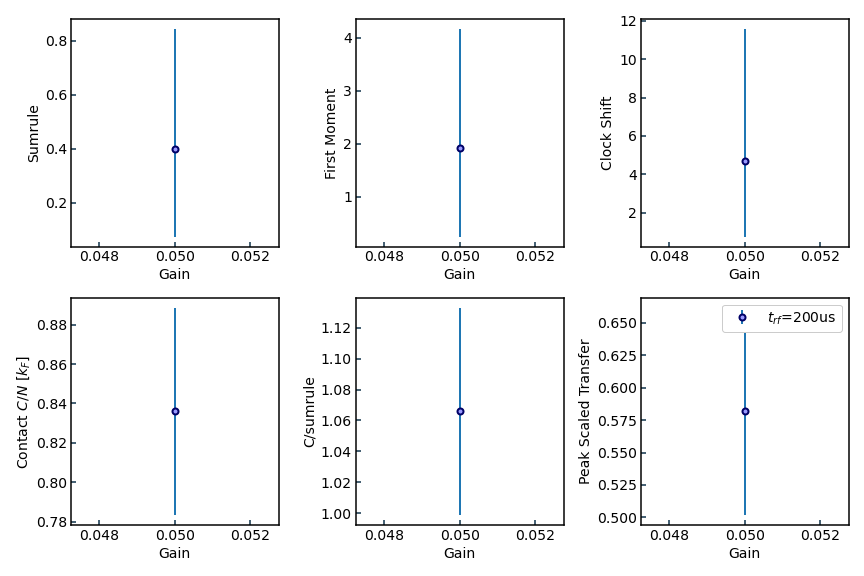 0.8
0.6
0.4
0.2
Sumrule
0.048 0.050 0.052
Gain
4
3
2
1
First Moment
0.048 0.050 0.052
Gain
12
10
8
6
4
2
Clock Shift
0.048 0.050 0.052
Gain
0.88
0.86
0.84
0.82
0.80
0.78
Contact C/N [k_F]
0.048 0.050 0.052
Gain
1.12
1.10
1.08
1.06
1.04
1.02
1.00
C/sumrule
0.048 0.050 0.052
Gain
t_rf=200us
0.650
0.625
0.600
0.575
0.550
0.525
0.500
Peak Scaled Transfer
0.048 0.050 0.052
Gain